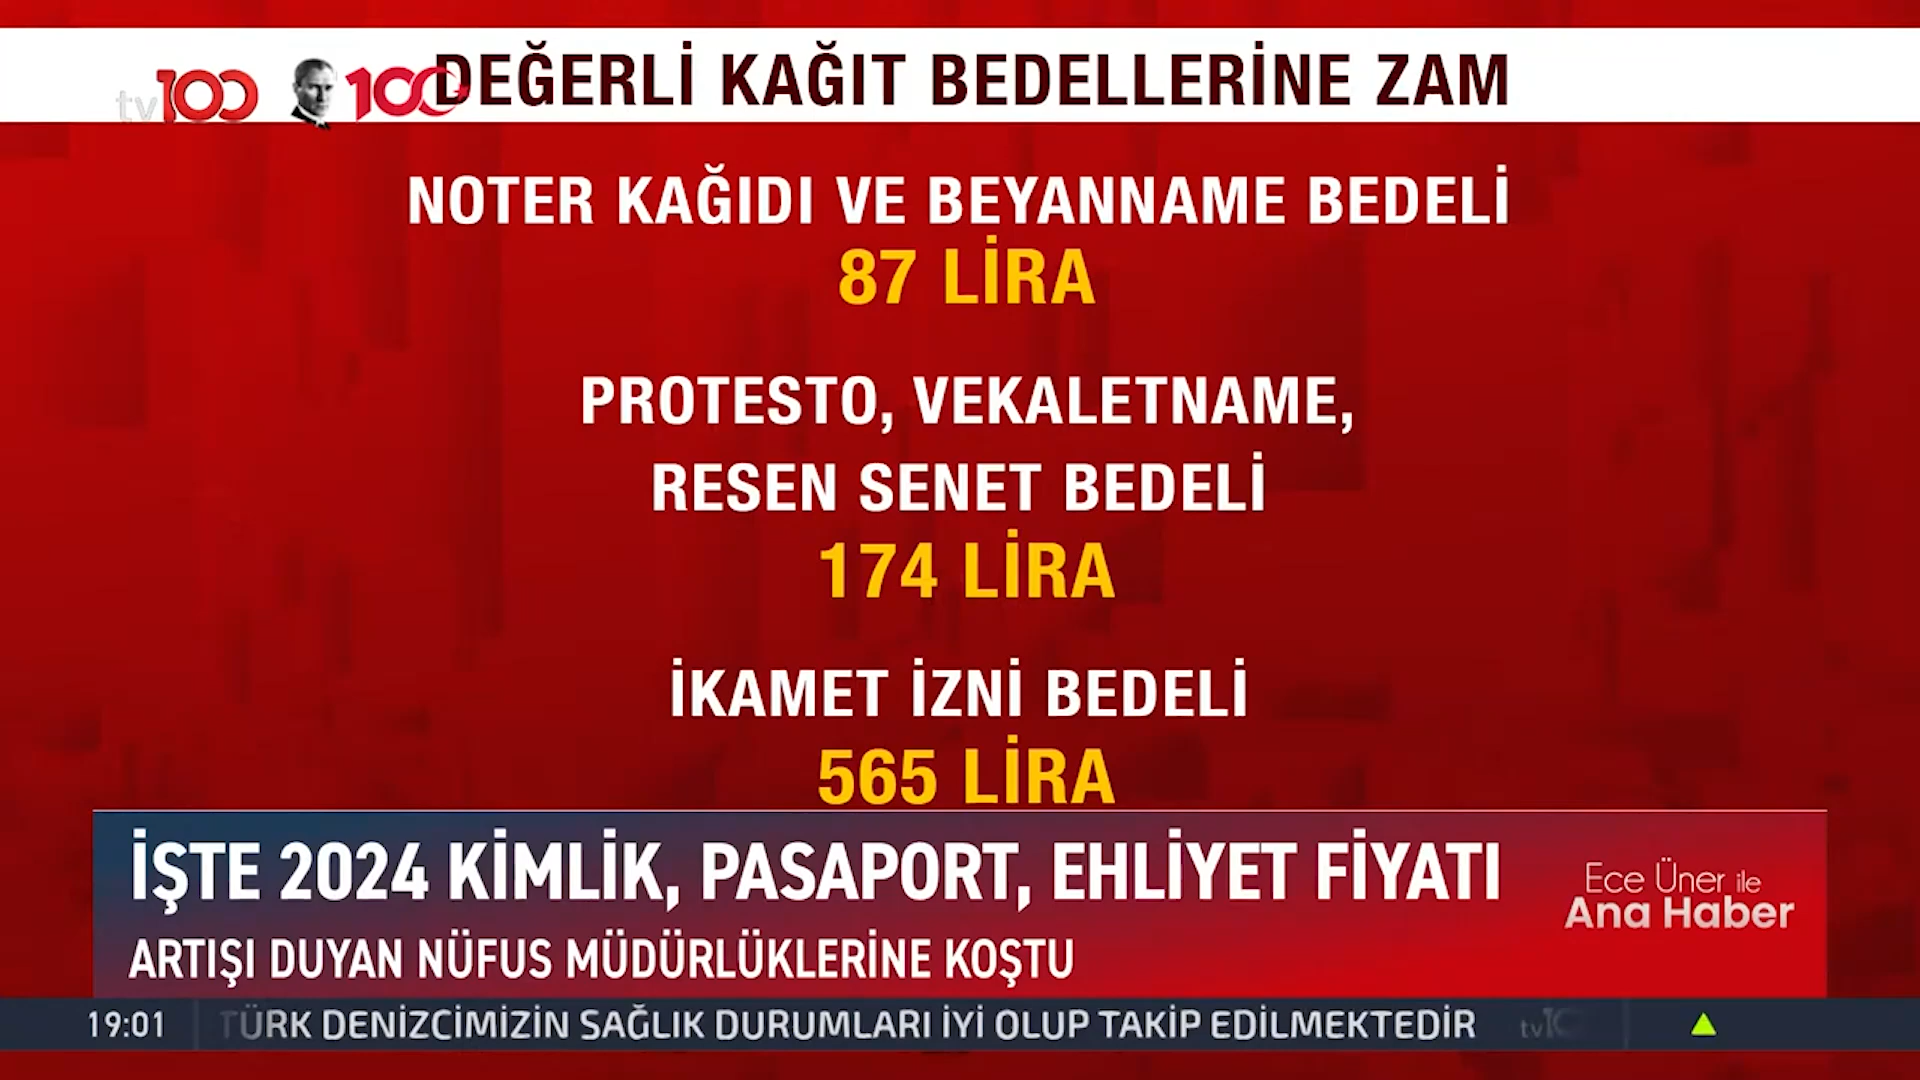 DEĞERLİ KAĞIT BEDELLERİNE ZAM
tv100
100
NOTER KAĞIDI VE BEYANNAME BEDELİ
87 LİRA
PROTESTO, VEKALETNAME,
RESEN SENET BEDELİ
174 LİRA
İKAMET İZNİ BEDELİ
565 LİRA
İŞTE 2024 KİMLİK, PASAPORT, EHLİYET FİYATI
ARTIŞI DUYAN NÜFUS MÜDÜRLÜKLERİNE KOŞTU
Ece Üner ile
Ana Haber
19:01 TÜRK DENİZCİMİZİN SAĞLIK DURUMLARI İYİ OLUP TAKİP EDİLMEKTEDİR